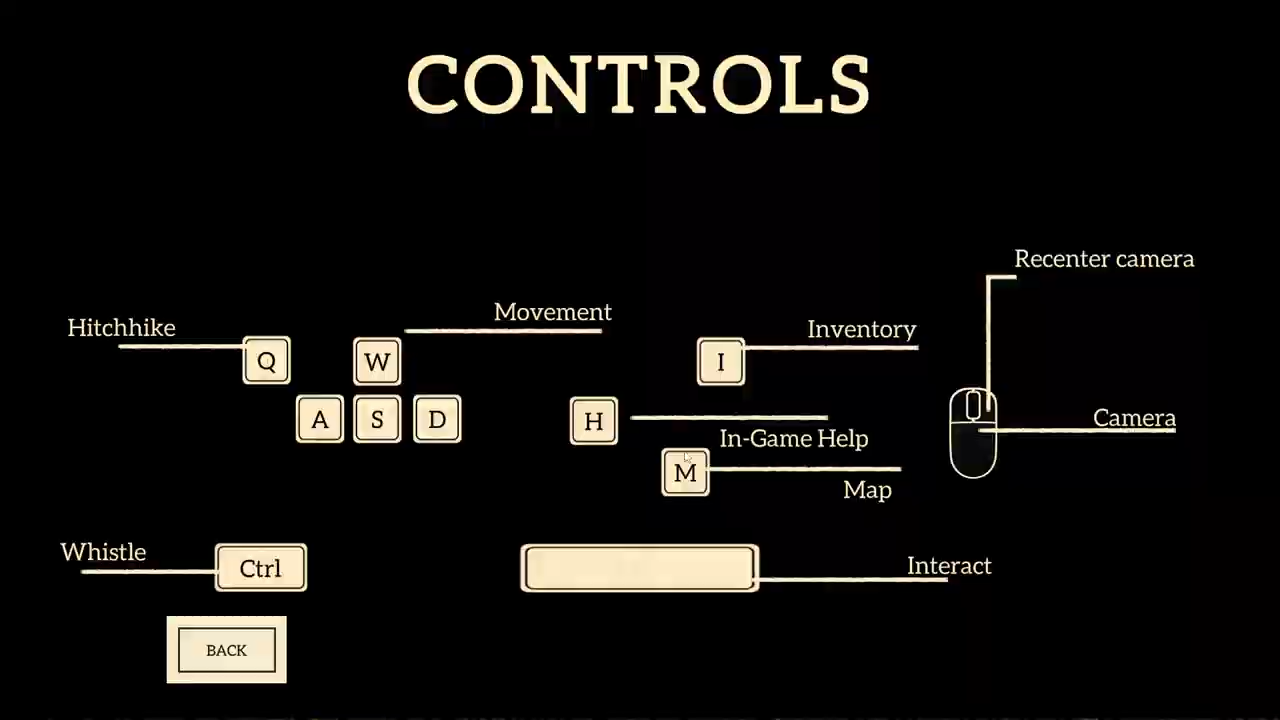 CONTROLS
Recenter camera
Movement
Hitchhike
Inventory
Q
W
I
Camera
A
S
D
H
In-Game Help
M
Map
Whistle
Ctrl
Interact
BACK